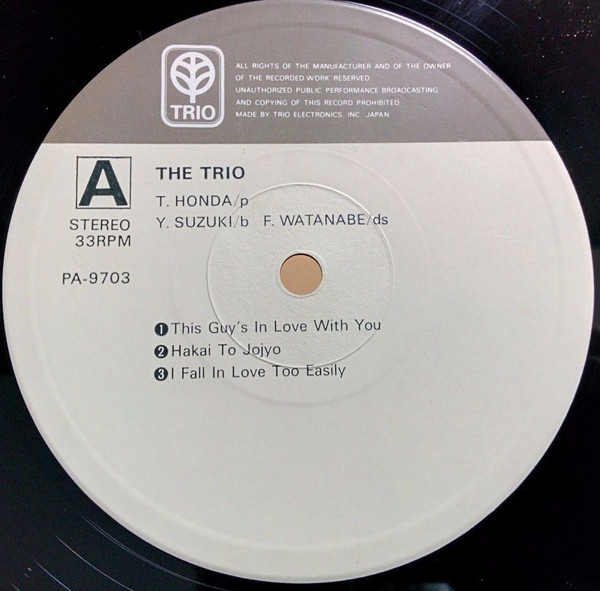 TRIO
ALL RIGHTS OF THE MANUFACTURER AND OF THE OWNER
OF THE RECORDED WORK RESERVED
UNAUTHORIZED PUBLIC PERFORMANCE BROADCASTING
AND COPYING OF THIS RECORD PROHIBITED
MADE BY TRIO ELECTRONICS. INC. JAPAN
A
STEREO
33RPM
PA-9703
THE TRIO
T. HONDA/p
Y. SUZUKI/b F. WATANABE/ds
❶This Guy's In Love With You
❷Hakai To Jojyo
❸I Fall In Love Too Easily